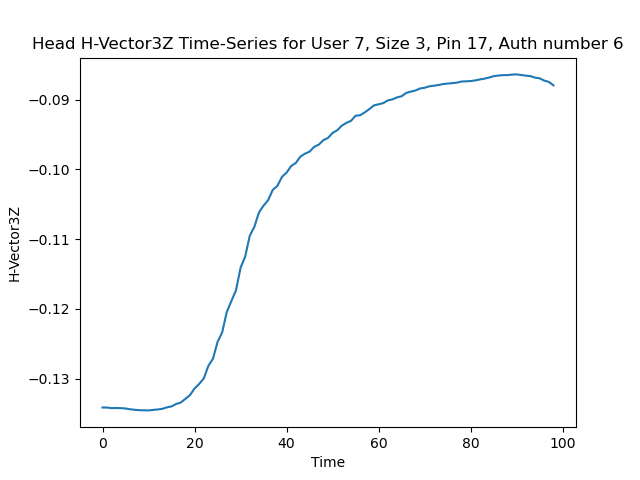 Head H-Vector3Z Time-Series for User 7, Size 3, Pin 17, Auth number 6
−0.09
−0.10
−0.11
−0.12
−0.13
H-Vector3Z
0 20 40 60 80 100
Time